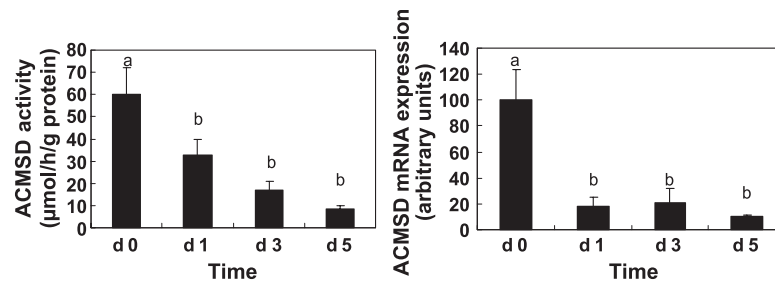 ACMSD activity
(μmol/h/g protein)
80
70
60
50
40
30
20
10
0
a
b
b
b
d 0 d 1 d 3 d 5
Time
ACMSD mRNA expression
(arbitrary units)
140
120
100
80
60
40
20
0
a
b
b
b
d 0 d 1 d 3 d 5
Time